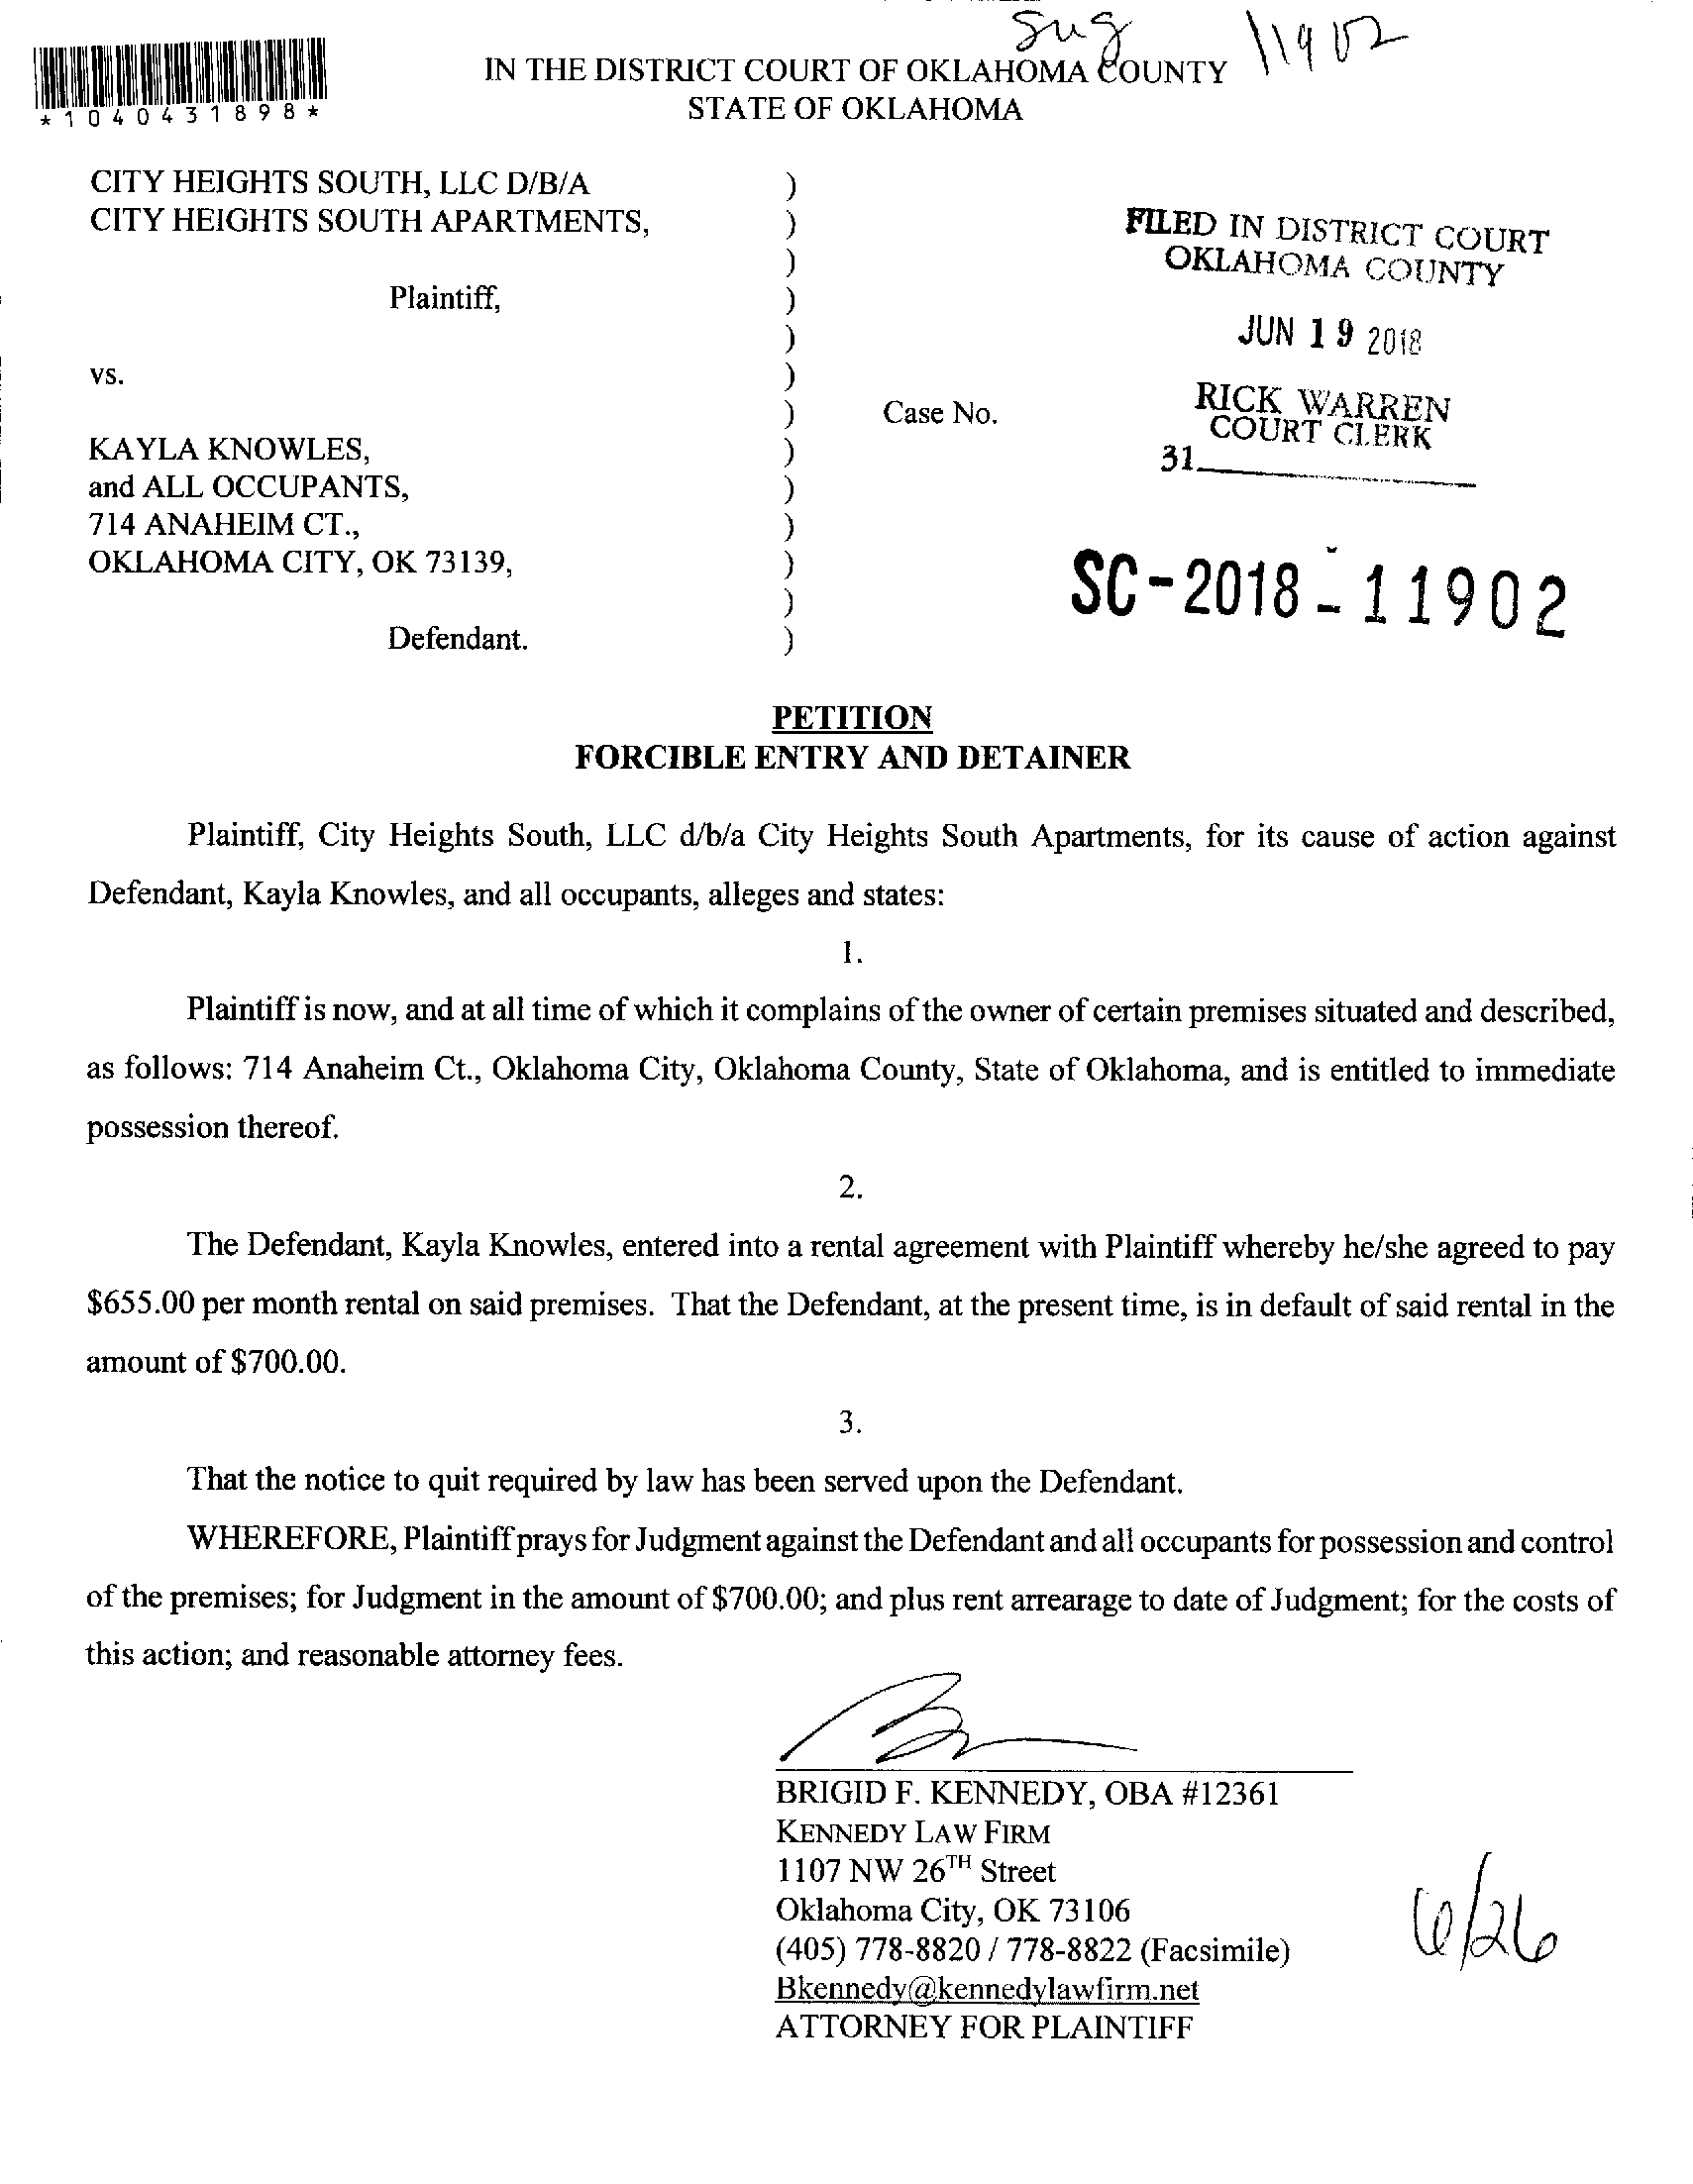 Sug 11902
*1040431898*
IN THE DISTRICT COURT OF OKLAHOMA COUNTY
STATE OF OKLAHOMA
CITY HEIGHTS SOUTH, LLC D/B/A )
CITY HEIGHTS SOUTH APARTMENTS, )
)
Plaintiff, )
)
vs. )
) Case No.
KAYLA KNOWLES, )
and ALL OCCUPANTS, )
714 ANAHEIM CT., )
OKLAHOMA CITY, OK 73139, )
)
Defendant. )
FILED IN DISTRICT COURT
OKLAHOMA COUNTY
JUN 19 2018
RICK WARREN
COURT CLERK
31
SC-2018-11902
PETITION
FORCIBLE ENTRY AND DETAINER
Plaintiff, City Heights South, LLC d/b/a City Heights South Apartments, for its cause of action against
Defendant, Kayla Knowles, and all occupants, alleges and states:
1.
Plaintiff is now, and at all time of which it complains of the owner of certain premises situated and described,
as follows: 714 Anaheim Ct., Oklahoma City, Oklahoma County, State of Oklahoma, and is entitled to immediate
possession thereof.
2.
The Defendant, Kayla Knowles, entered into a rental agreement with Plaintiff whereby he/she agreed to pay
$655.00 per month rental on said premises. That the Defendant, at the present time, is in default of said rental in the
amount of $700.00.
3.
That the notice to quit required by law has been served upon the Defendant.
WHEREFORE, Plaintiff prays for Judgment against the Defendant and all occupants for possession and control
of the premises; for Judgment in the amount of $700.00; and plus rent arrearage to date of Judgment; for the costs of
this action; and reasonable attorney fees.
BRIGID F. KENNEDY, OBA #12361
KENNEDY LAW FIRM
1107 NW 26TH Street
Oklahoma City, OK 73106
(405) 778-8820 / 778-8822 (Facsimile)
Bkennedy@kennedylawfirm.net
ATTORNEY FOR PLAINTIFF
6/26